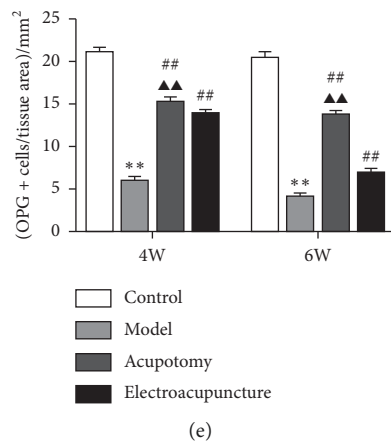 (OPG + cells/tissue area)/mm²
25
20
15
10
5
0
**
##
▲▲
##
**
##
▲▲
##
4W
6W
Control
Model
Acupotomy
Electroacupuncture
(e)